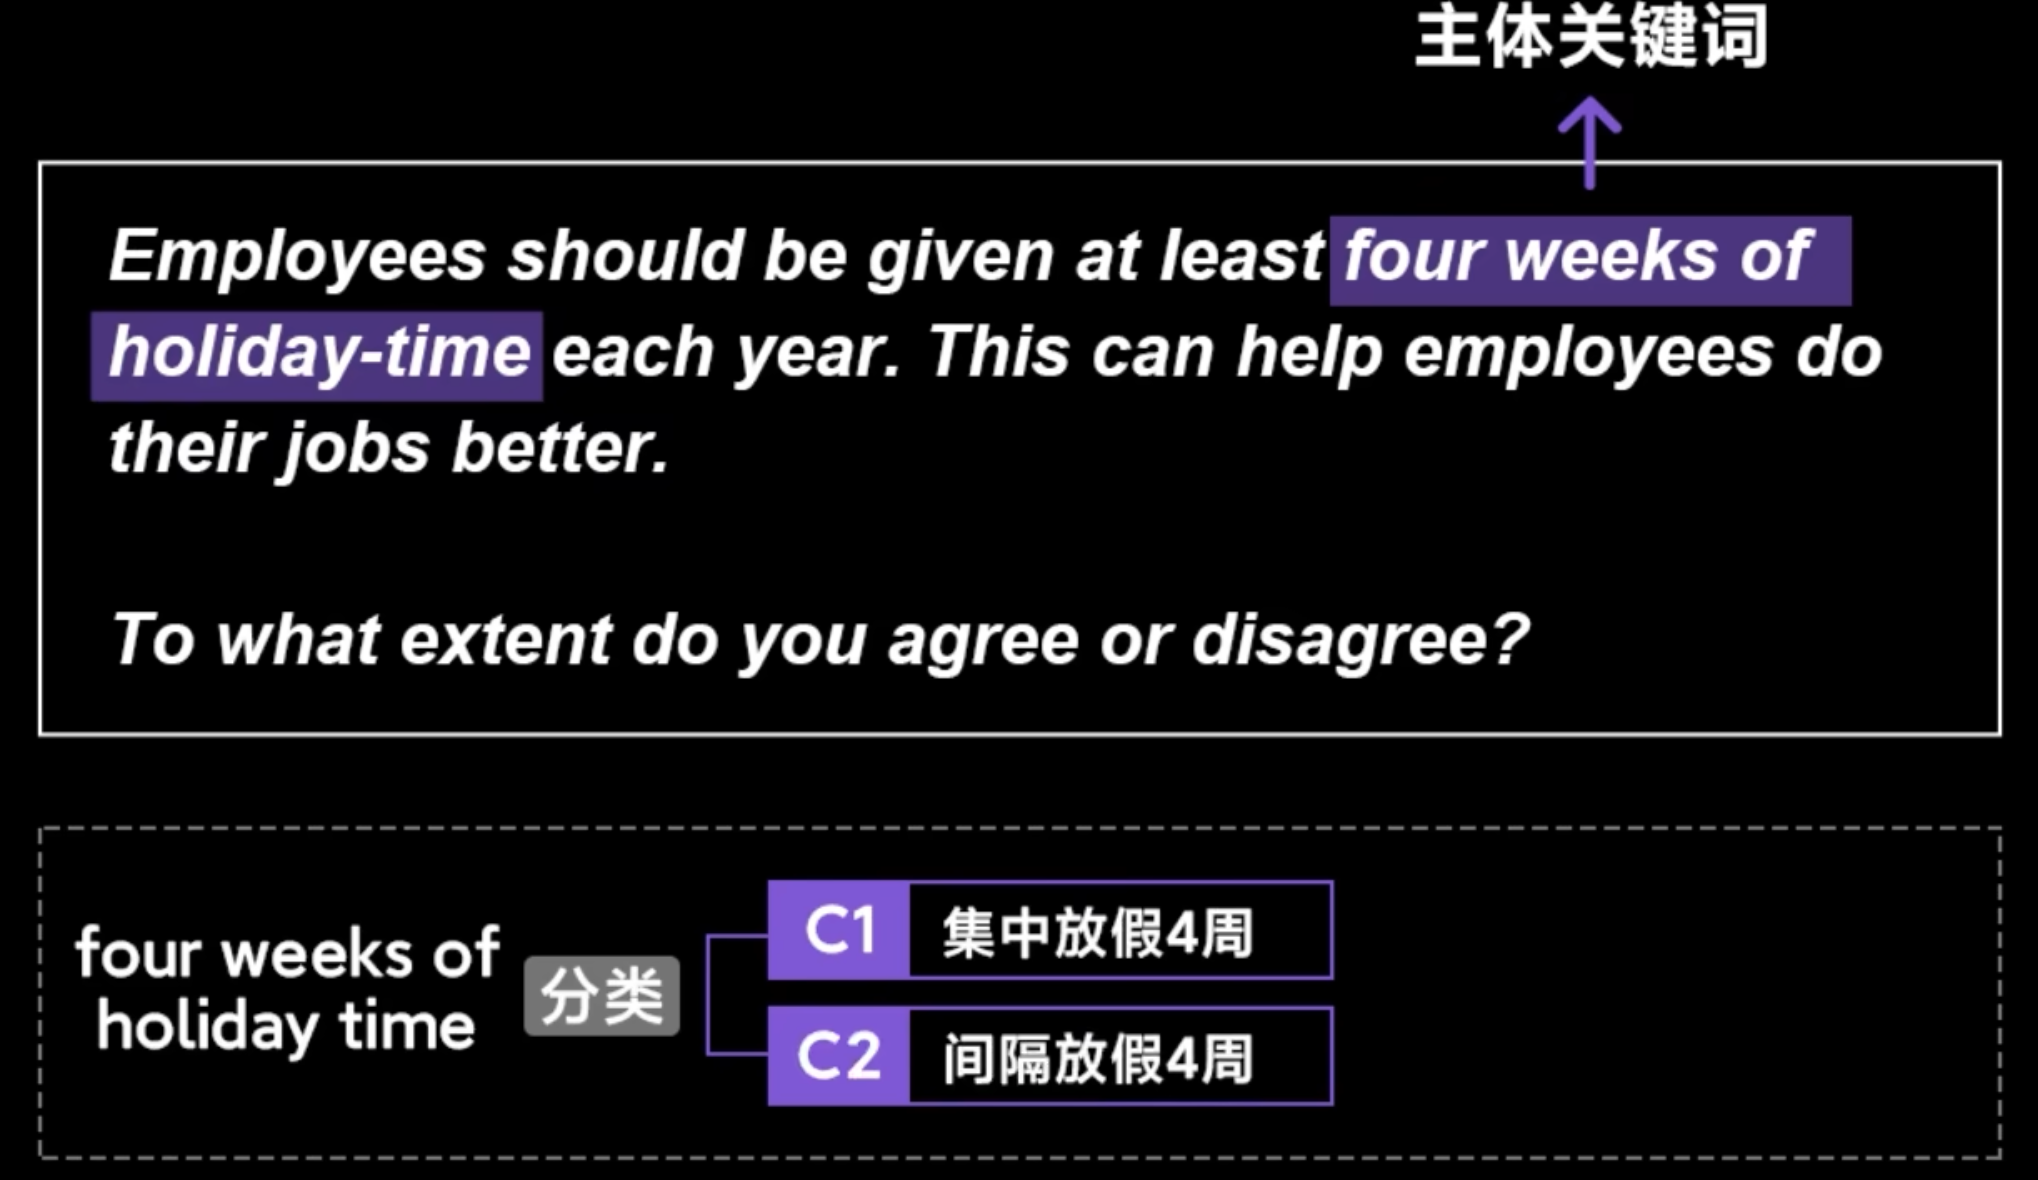 主体关键词
Employees should be given at least four weeks of
holiday-time each year. This can help employees do
their jobs better.
To what extent do you agree or disagree?
four weeks of
holiday time
分类
C1 集中放假4周
C2 间隔放假4周